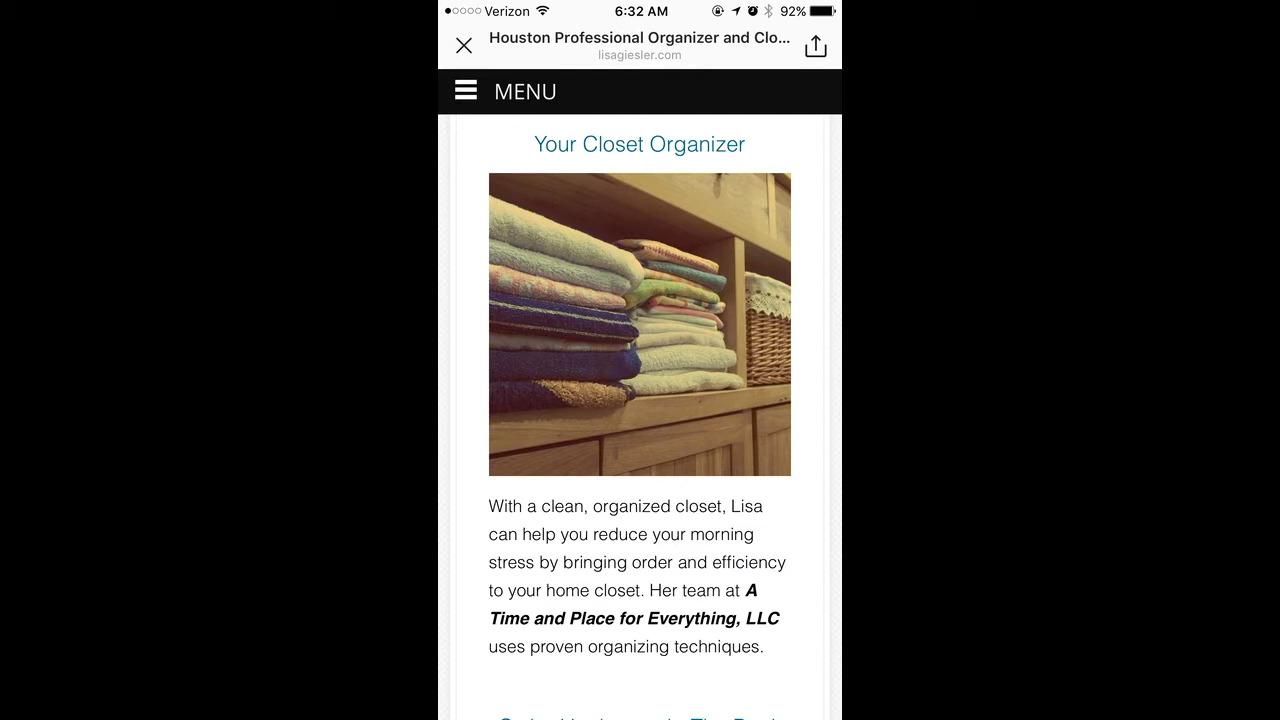 Verizon 6:32 AM 92%
Houston Professional Organizer and Clo...
lisagiesler.com
MENU
Your Closet Organizer
With a clean, organized closet, Lisa
can help you reduce your morning
stress by bringing order and efficiency
to your home closet. Her team at A
Time and Place for Everything, LLC
uses proven organizing techniques.